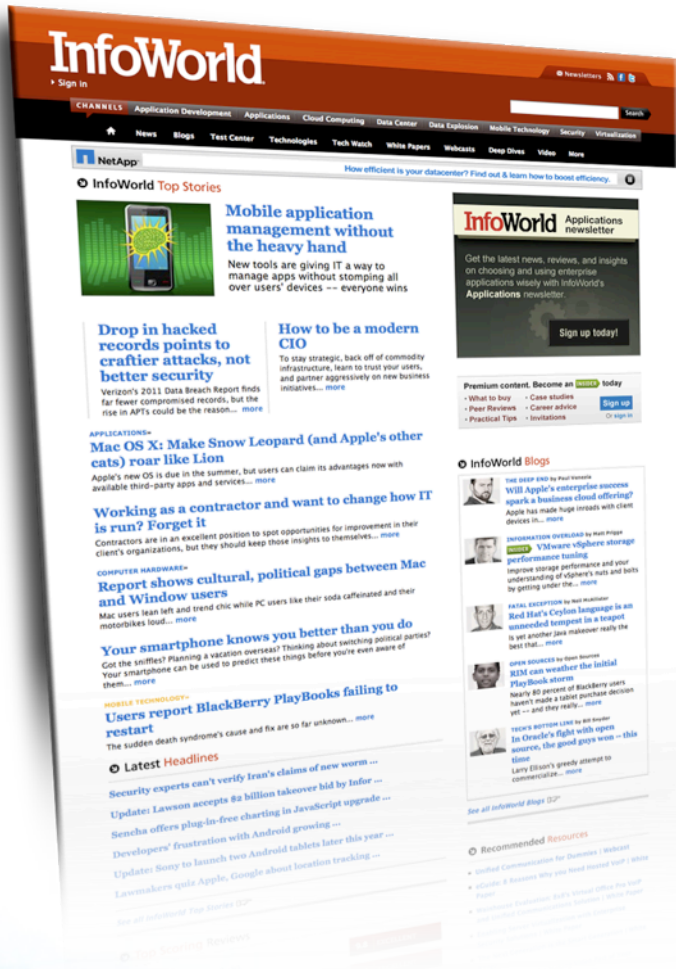 InfoWorld
Sign In
Newsletters
Search
CHANNELS Application Development Applications Cloud Computing Data Center Data Explosion Mobile Technology Security Virtualization
News Blogs Test Center Technologies Tech Watch White Papers Webcasts Deep Dives Video More
NetApp
How efficient is your datacenter? Find out & learn how to boost efficiency.
InfoWorld Top Stories
Mobile application
management without
the heavy hand
New tools are giving IT a way to
manage apps without stomping all
over users' devices -- everyone wins
Drop in hacked
records points to
craftier attacks, not
better security
Verizon's 2011 Data Breach Report finds
far fewer compromised records, but the
rise in APTs could be the reason... more
How to be a modern
CIO
To stay strategic, back off of commodity
infrastructure, learn to trust your users,
and partner aggressively on new business
initiatives... more
APPLICATIONS»
Mac OS X: Make Snow Leopard (and Apple's other
cats) roar like Lion
Apple's new OS is due in the summer, but users can claim its advantages now with
available third-party apps and services... more
Working as a contractor and want to change how IT
is run? Forget it
Contractors are in an excellent position to spot opportunities for improvement in their
client's organizations, but they should keep those insights to themselves... more
COMPUTER HARDWARE»
Report shows cultural, political gaps between Mac
and Window users
Mac users lean left and trend chic while PC users like their soda caffeinated and their
motorbikes loud... more
Your smartphone knows you better than you do
Got the sniffles? Planning a vacation overseas? Thinking about switching political parties?
Your smartphone can be used to predict these things before you're even aware of
them... more
MOBILE TECHNOLOGY»
Users report BlackBerry PlayBooks failing to
restart
The sudden death syndrome's cause and fix are so far unknown... more
Latest Headlines
Security experts can't verify Iran's claims of new worm ...
Update: Lawson accepts $2 billion takeover bid by Infor ...
Sencha offers plug-in-free charting in JavaScript upgrade ...
Developers' frustration with Android growing ...
Update: Sony to launch two Android tablets later this year ...
Lawmakers quiz Apple, Google about location tracking ...
See all InfoWorld Top Stories
InfoWorld Applications
newsletter
Get the latest news, reviews, and insights
on choosing and using enterprise
applications wisely with InfoWorld's
Applications newsletter.
Sign up today!
Premium content. Become an INSIDER today
• What to buy • Case studies
• Peer Reviews • Career advice
• Practical Tips • Invitations
Sign up
Or sign in
InfoWorld Blogs
THE DEEP END by Paul Venezia
Will Apple's enterprise success
spark a business cloud offering?
Apple has made huge inroads with client
devices in... more
INFORMATION OVERLOAD by Matt Prigge
INSIDER VMware vSphere storage
performance tuning
Improve storage performance and your
understanding of vSphere's nuts and bolts
by getting under the... more
FATAL EXCEPTION by Neil McAllister
Red Hat's Ceylon language is an
unneeded tempest in a teapot
Is yet another Java makeover really the
best that... more
OPEN SOURCES by Open Sources
RIM can weather the initial
PlayBook storm
Nearly 80 percent of BlackBerry users
haven't made a tablet purchase decision
yet -- and they really... more
TECH'S BOTTOM LINE by Bill Snyder
In Oracle's fight with open
source, the good guys won -- this
time
Larry Ellison's greedy attempt to
commercialize... more
See all InfoWorld Blogs
Recommended Resources
Unified Communication For Dummies | Webcast
eGuide: 6 Reasons Why you Need Hosted VoIP | White
Paper